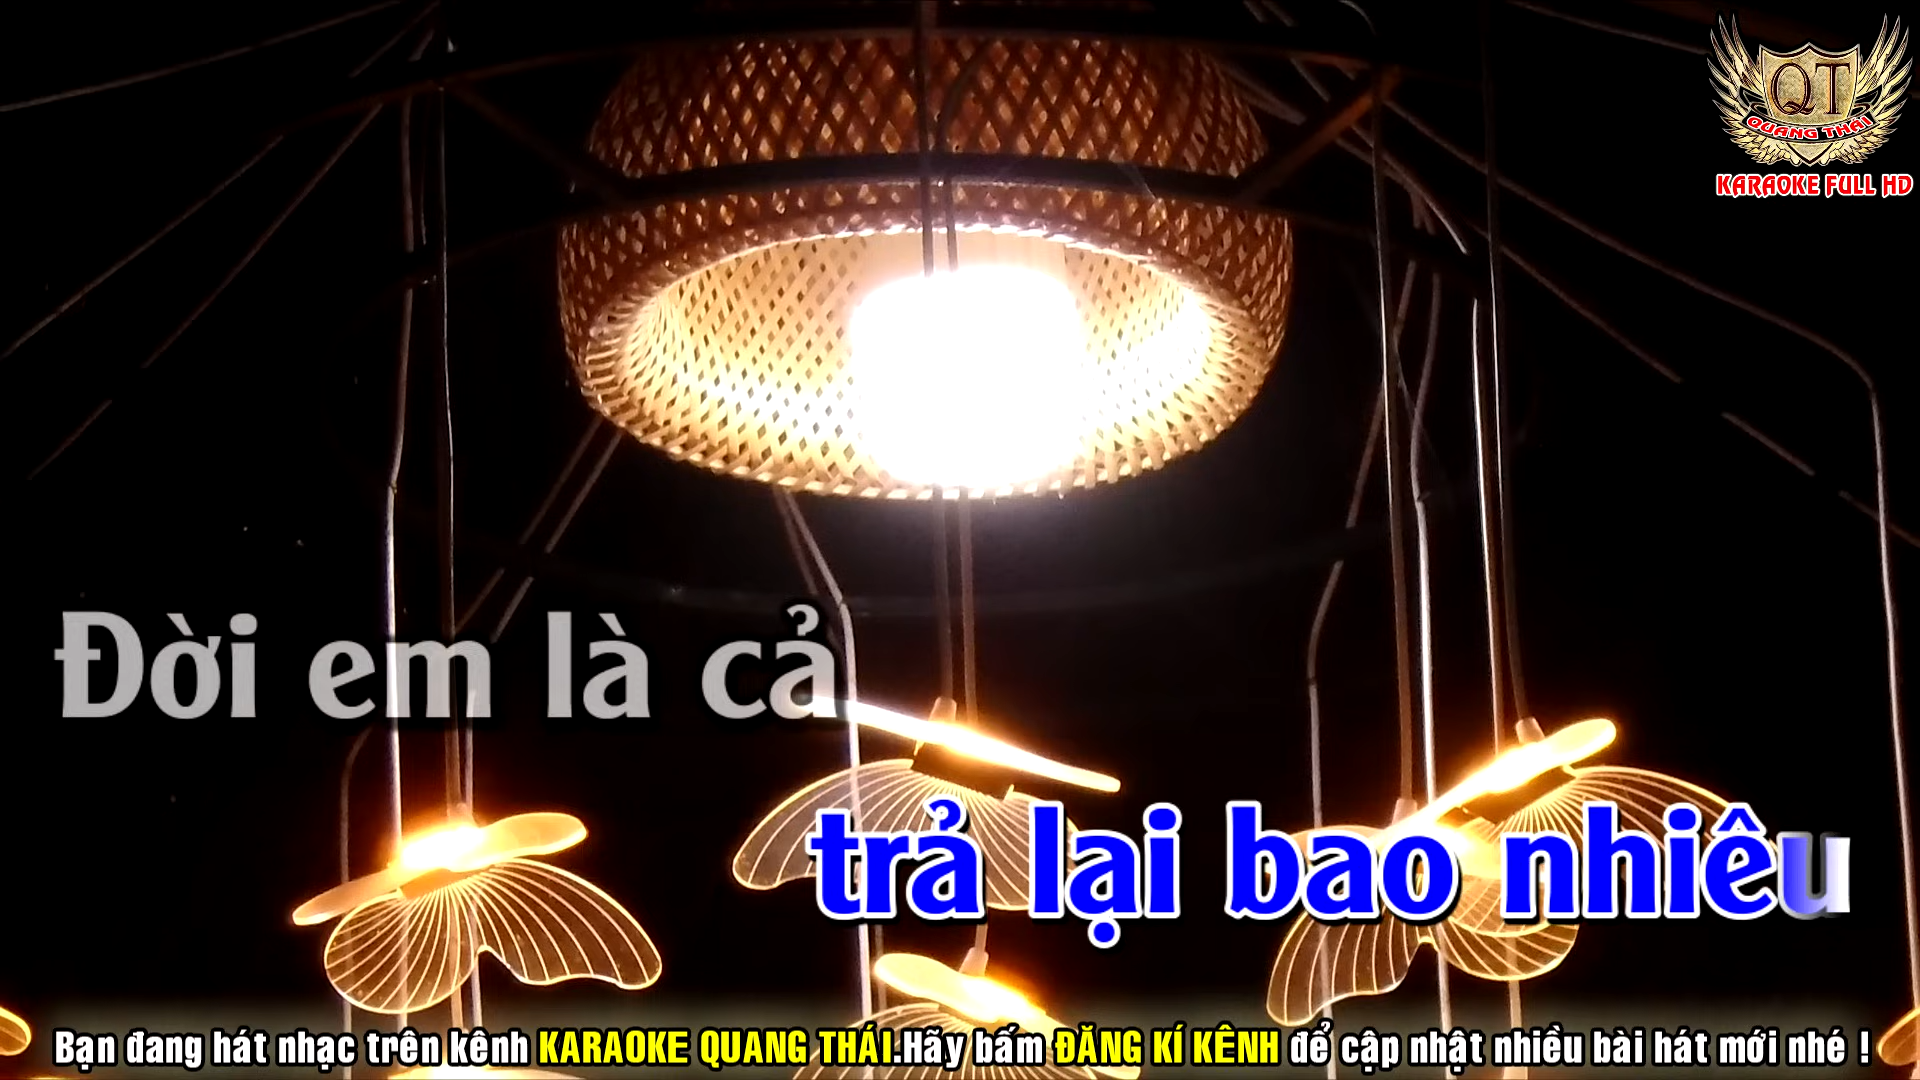 QT
QUANG THÁI
KARAOKE FULL HD
Đời em là cả
trả lại bao nhiêu
Bạn đang hát nhạc trên kênh KARAOKE QUANG THÁI.Hãy bấm ĐĂNG KÍ KÊNH để cập nhật nhiều bài hát mới nhé !